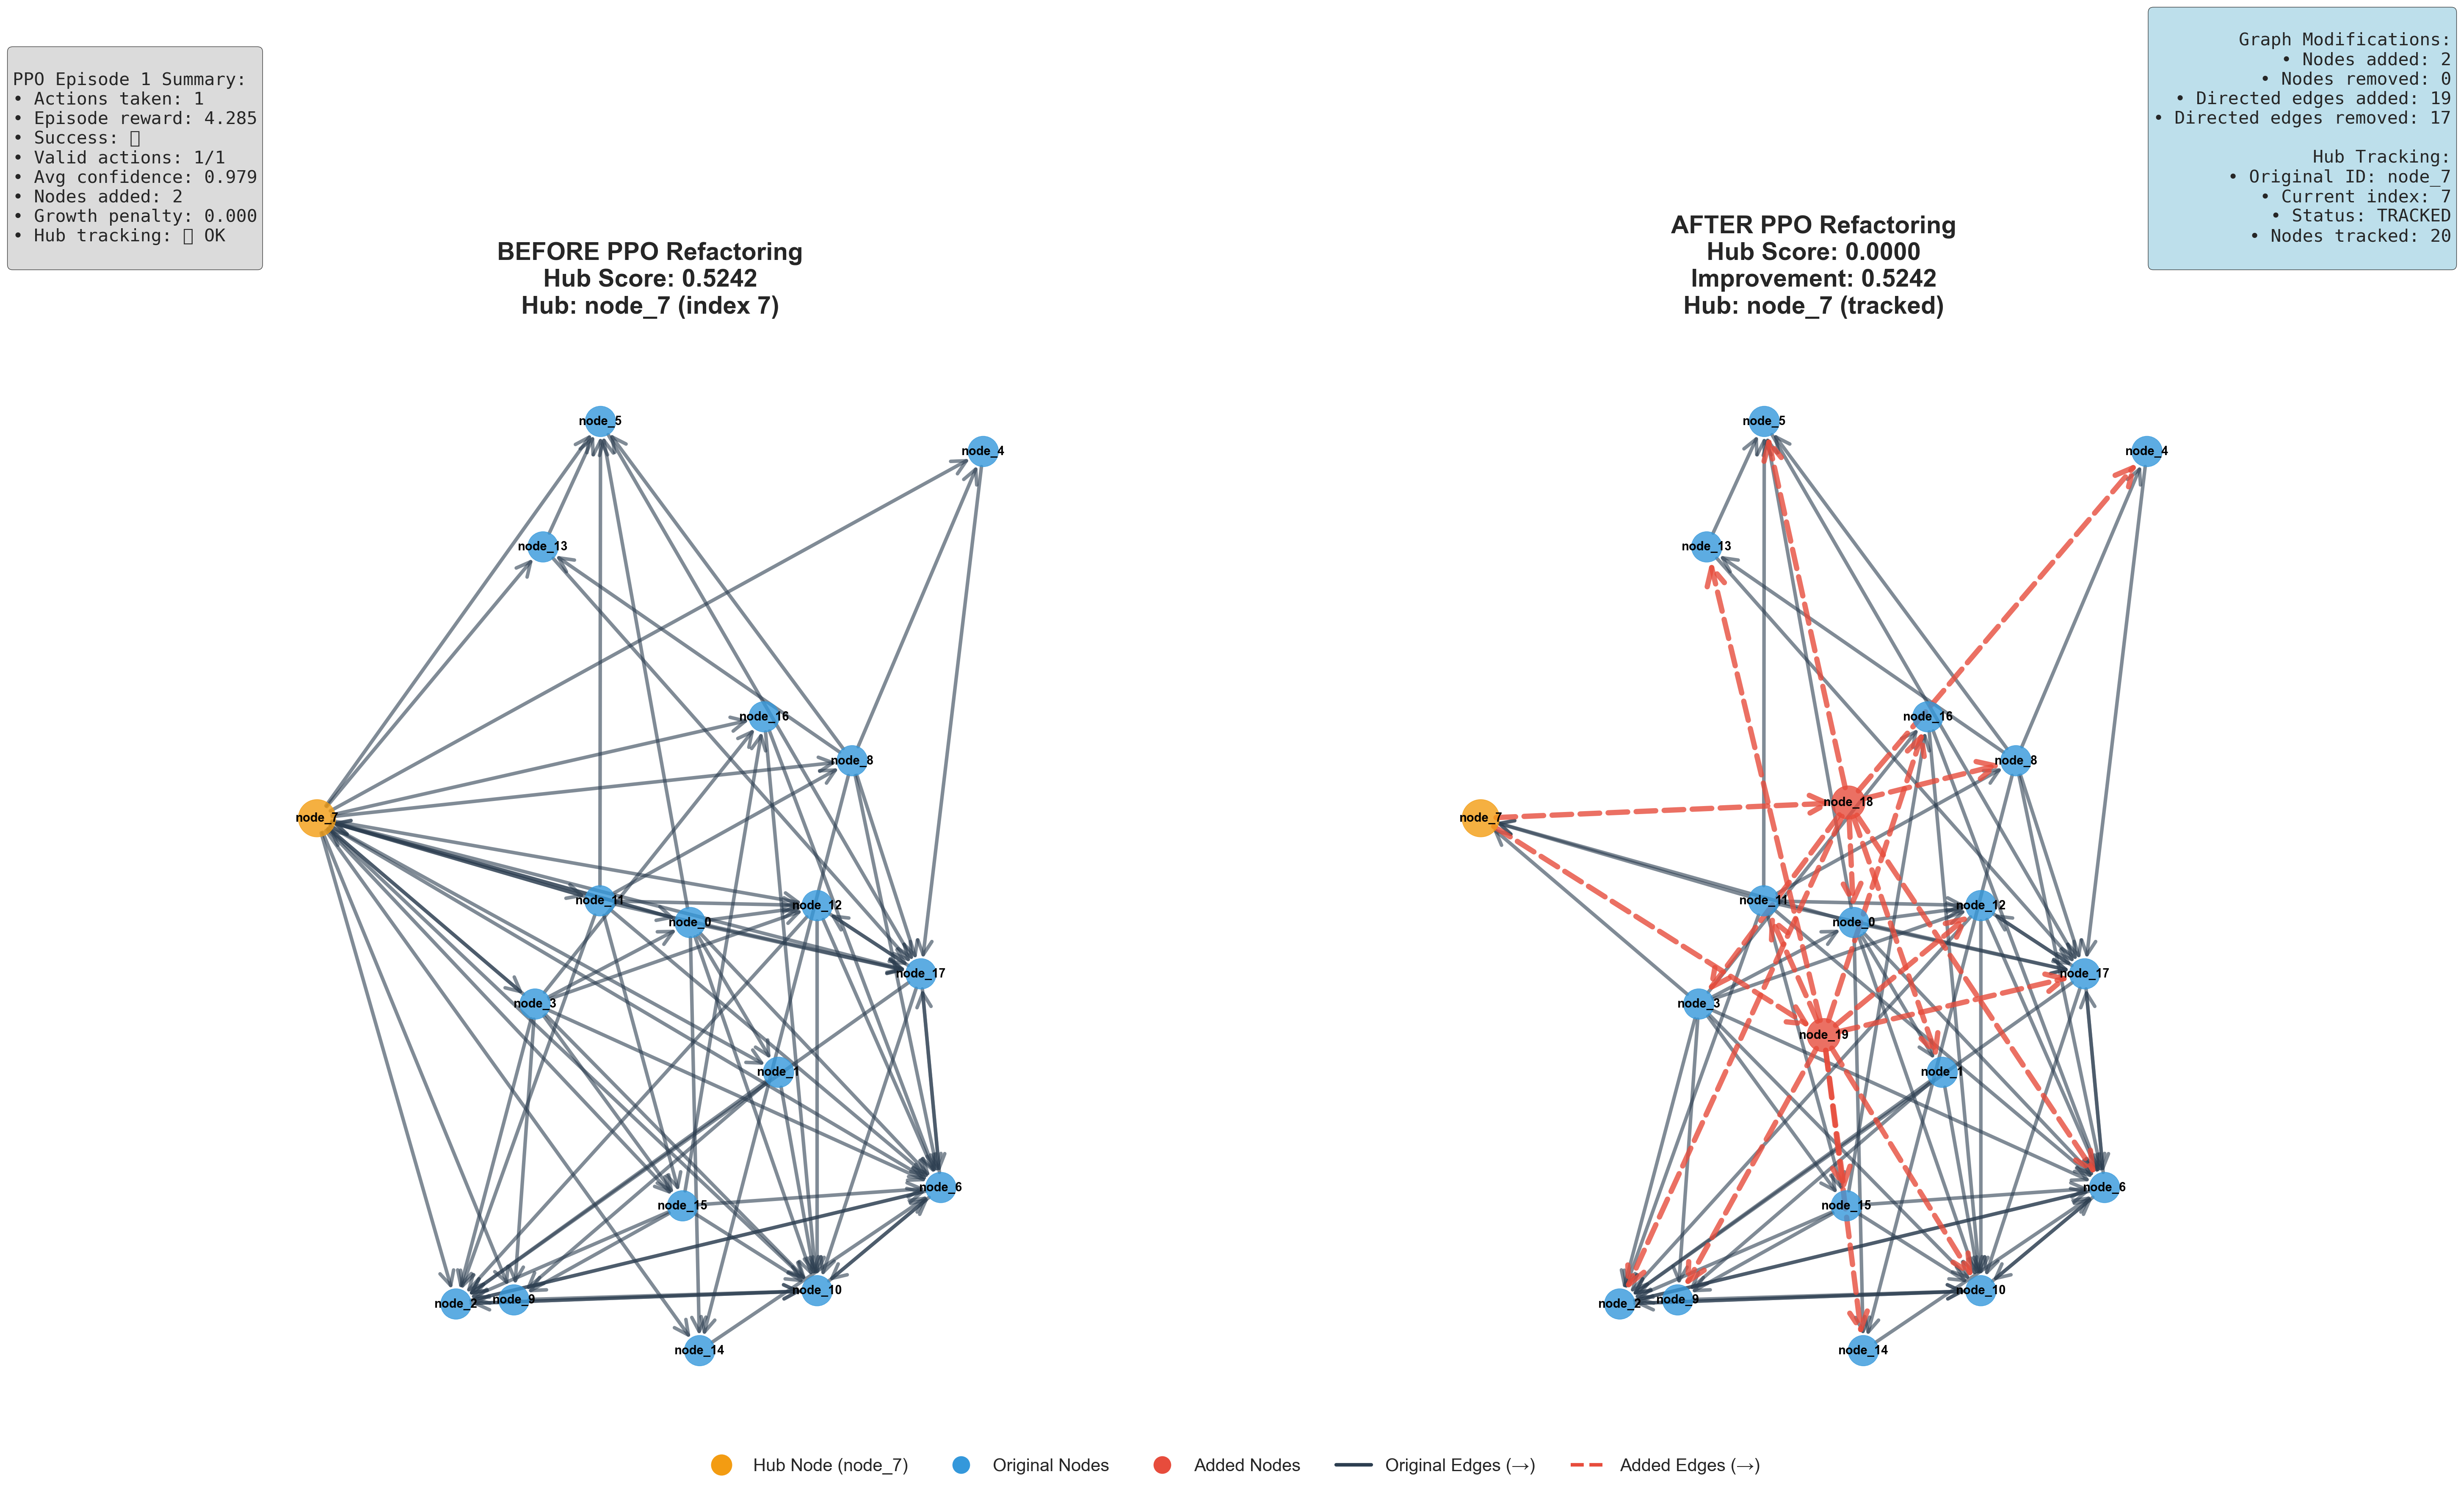 PPO Episode 1 Summary:
• Actions taken: 1
• Episode reward: 4.285
• Success: ▯
• Valid actions: 1/1
• Avg confidence: 0.979
• Nodes added: 2
• Growth penalty: 0.000
• Hub tracking: ▯ OK
Graph Modifications:
• Nodes added: 2
• Nodes removed: 0
• Directed edges added: 19
• Directed edges removed: 17
Hub Tracking:
• Original ID: node_7
• Current index: 7
• Status: TRACKED
• Nodes tracked: 20
BEFORE PPO Refactoring
Hub Score: 0.5242
Hub: node_7 (index 7)
node_5
node_4
node_13
node_16
node_8
node_7
node_11
node_12
node_0
node_17
node_3
node_1
node_6
node_15
node_10
node_9
node_2
node_14
AFTER PPO Refactoring
Hub Score: 0.0000
Improvement: 0.5242
Hub: node_7 (tracked)
node_5
node_4
node_13
node_16
node_8
node_18
node_7
node_11
node_12
node_0
node_17
node_3
node_19
node_1
node_6
node_15
node_10
node_9
node_2
node_14
Hub Node (node_7)
Original Nodes
Added Nodes
Original Edges (→)
Added Edges (→)